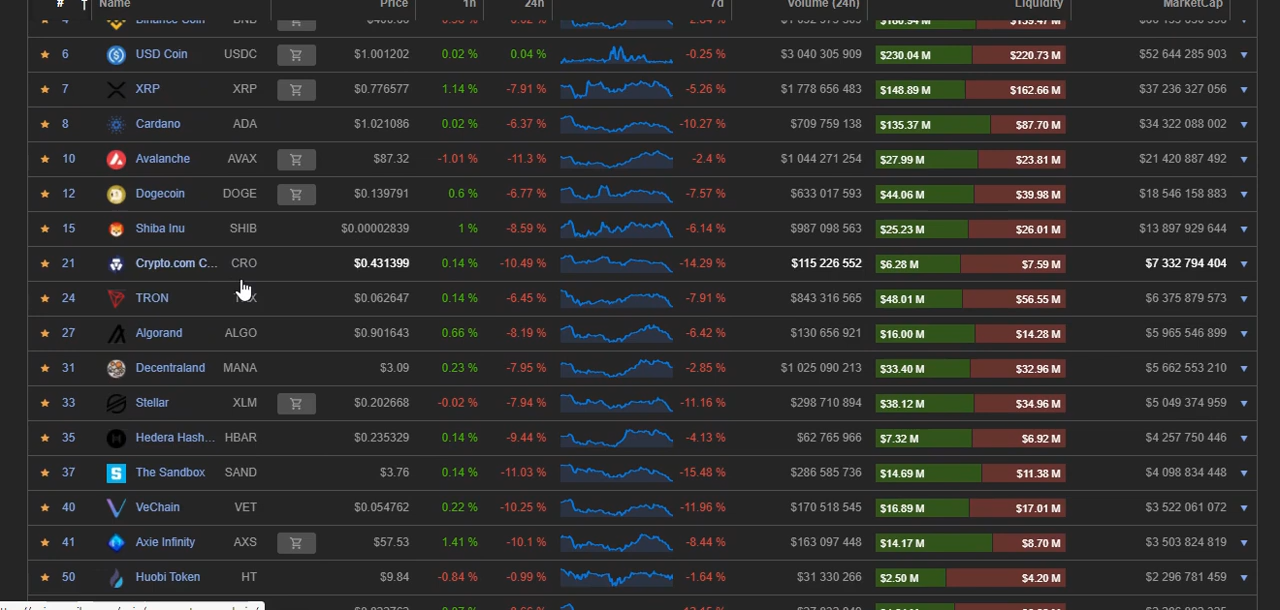 # Name Price 1h 24h 7d Volume (24h) Liquidity MarketCap
4 Binance Coin BNB
6 USD Coin USDC $1.001202 0.02 % 0.04 % -0.25 % $3 040 305 909 $230.04 M $220.73 M $52 644 285 903
7 XRP XRP $0.776577 1.14 % -7.91 % -5.26 % $1 778 656 483 $148.89 M $162.66 M $37 236 327 056
8 Cardano ADA $1.021086 0.02 % -6.37 % -10.27 % $709 759 138 $135.37 M $87.70 M $34 322 088 002
10 Avalanche AVAX $87.32 -1.01 % -11.3 % -2.4 % $1 044 271 254 $27.99 M $23.81 M $21 420 887 492
12 Dogecoin DOGE $0.139791 0.6 % -6.77 % -7.57 % $633 017 593 $44.06 M $39.98 M $18 546 158 883
15 Shiba Inu SHIB $0.00002839 1 % -8.59 % -6.14 % $987 098 563 $25.23 M $26.01 M $13 897 929 644
21 Crypto.com C... CRO $0.431399 0.14 % -10.49 % -14.29 % $115 226 552 $6.28 M $7.59 M $7 332 794 404
24 TRON $0.062647 0.14 % -6.45 % -7.91 % $843 316 565 $48.01 M $56.55 M $6 375 879 573
27 Algorand ALGO $0.901643 0.66 % -8.19 % -6.42 % $130 656 921 $16.00 M $14.28 M $5 965 546 899
31 Decentraland MANA $3.09 0.23 % -7.95 % -2.85 % $1 025 090 213 $33.40 M $32.96 M $5 662 553 210
33 Stellar XLM $0.202668 -0.02 % -7.94 % -11.16 % $298 710 894 $38.12 M $34.96 M $5 049 374 959
35 Hedera Hash... HBAR $0.235329 0.14 % -9.44 % -4.13 % $62 765 966 $7.32 M $6.92 M $4 257 750 446
37 The Sandbox SAND $3.76 0.14 % -11.03 % -15.48 % $286 585 736 $14.69 M $11.38 M $4 098 834 448
40 VeChain VET $0.054762 0.22 % -10.25 % -11.96 % $170 518 545 $16.89 M $17.01 M $3 522 061 072
41 Axie Infinity AXS $57.53 1.41 % -10.1 % -8.44 % $163 097 448 $14.17 M $8.70 M $3 503 824 819
50 Huobi Token HT $9.84 -0.84 % -0.99 % -1.64 % $31 330 266 $2.50 M $4.20 M $2 296 781 459